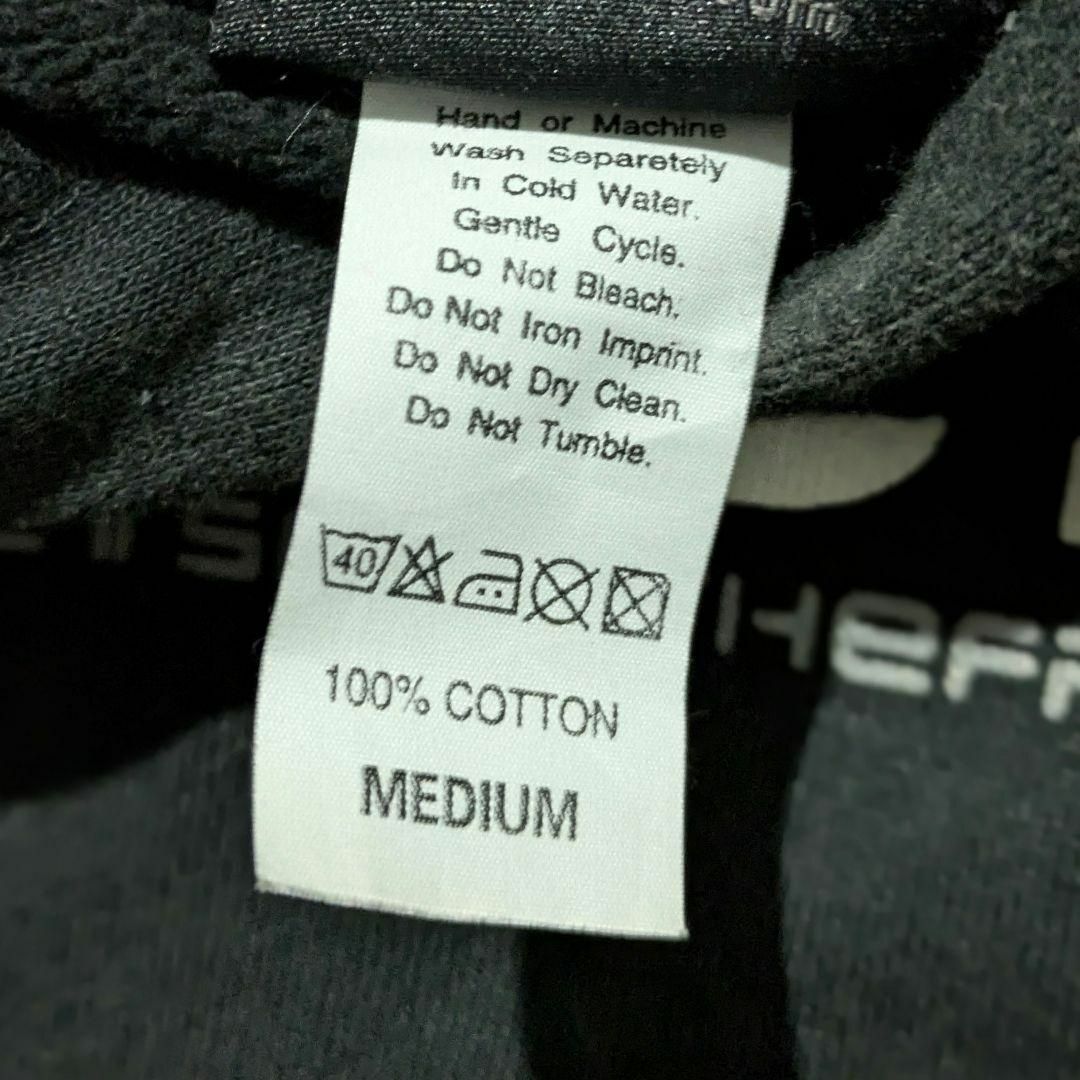 Hand or Machine
Wash Separetely
In Cold Water.
Gentle Cycle.
Do Not Bleach.
Do Not Iron Imprint.
Do Not Dry Clean.
Do Not Tumble.
40
100% COTTON
MEDIUM